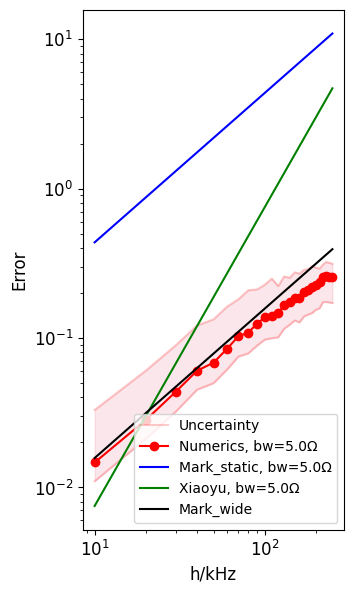 10¹
10⁰
10⁻¹
10⁻²
Error
Uncertainty
Numerics, bw=5.0Ω
Mark_static, bw=5.0Ω
Xiaoyu, bw=5.0Ω
Mark_wide
10¹ 10²
h/kHz